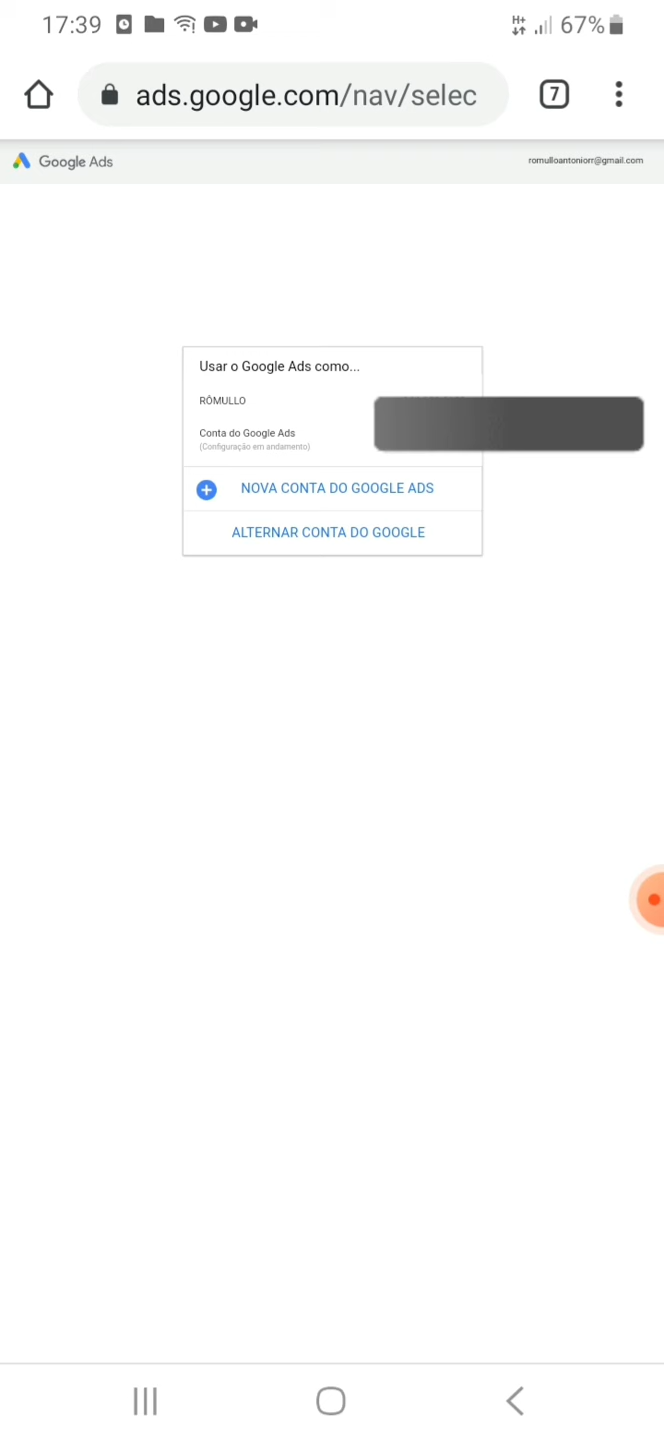 17:39
H+ 67%
ads.google.com/nav/selec 7
Google Ads romulloantoniorr@gmail.com
Usar o Google Ads como...
RÔMULLO
Conta do Google Ads
(Configuração em andamento)
NOVA CONTA DO GOOGLE ADS
ALTERNAR CONTA DO GOOGLE